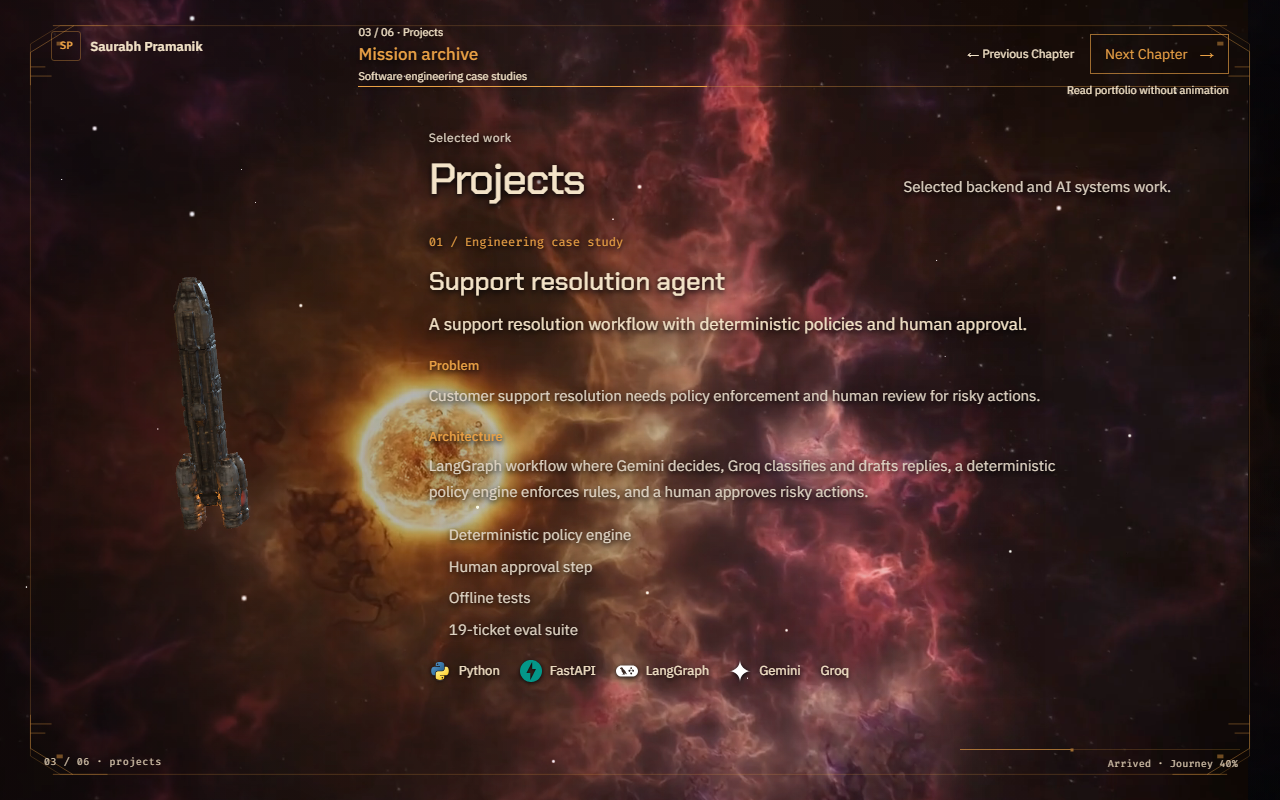 SP
Saurabh Pramanik
03 / 06 · Projects
Mission archive
Software engineering case studies
← Previous Chapter
Next Chapter →
Read portfolio without animation
Selected work
Projects
Selected backend and AI systems work.
01 / Engineering case study
Support resolution agent
A support resolution workflow with deterministic policies and human approval.
Problem
Customer support resolution needs policy enforcement and human review for risky actions.
Architecture
LangGraph workflow where Gemini decides, Groq classifies and drafts replies, a deterministic
policy engine enforces rules, and a human approves risky actions.
Deterministic policy engine
Human approval step
Offline tests
19-ticket eval suite
Python FastAPI LangGraph Gemini Groq
03 / 06 · projects
Arrived · Journey 40%